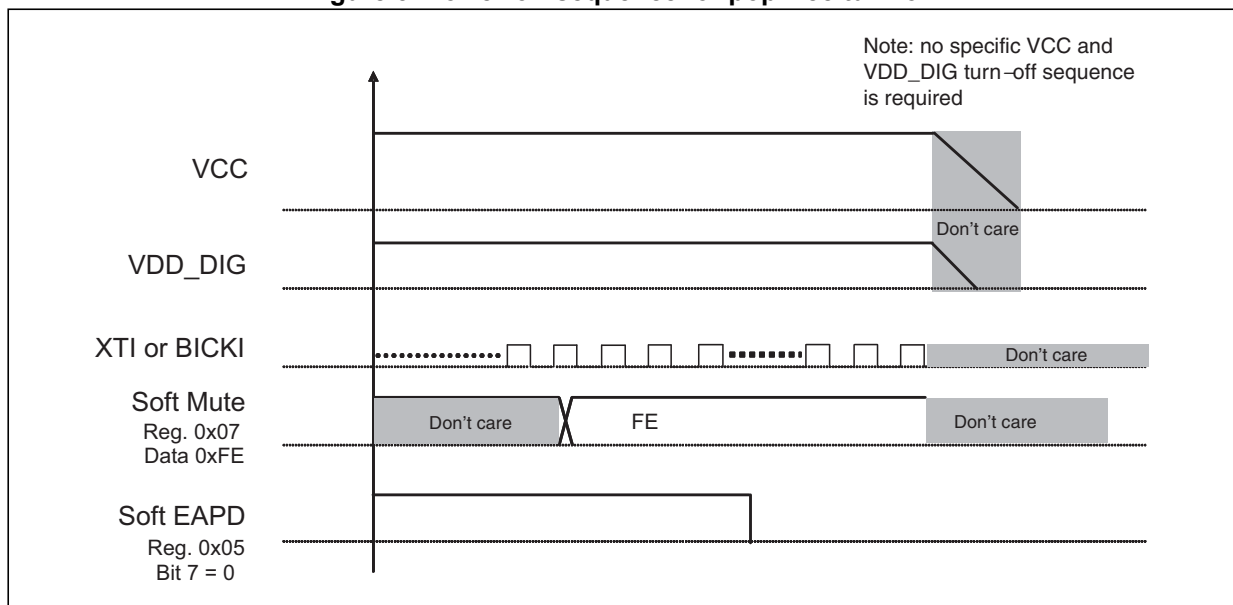 Note: no specific VCC and
VDD_DIG turn-off sequence
is required
VCC
Don't care
VDD_DIG
XTI or BICKI
Don't care
Soft Mute
Reg. 0x07
Data 0xFE
Don't care
FE
Don't care
Soft EAPD
Reg. 0x05
Bit 7 = 0